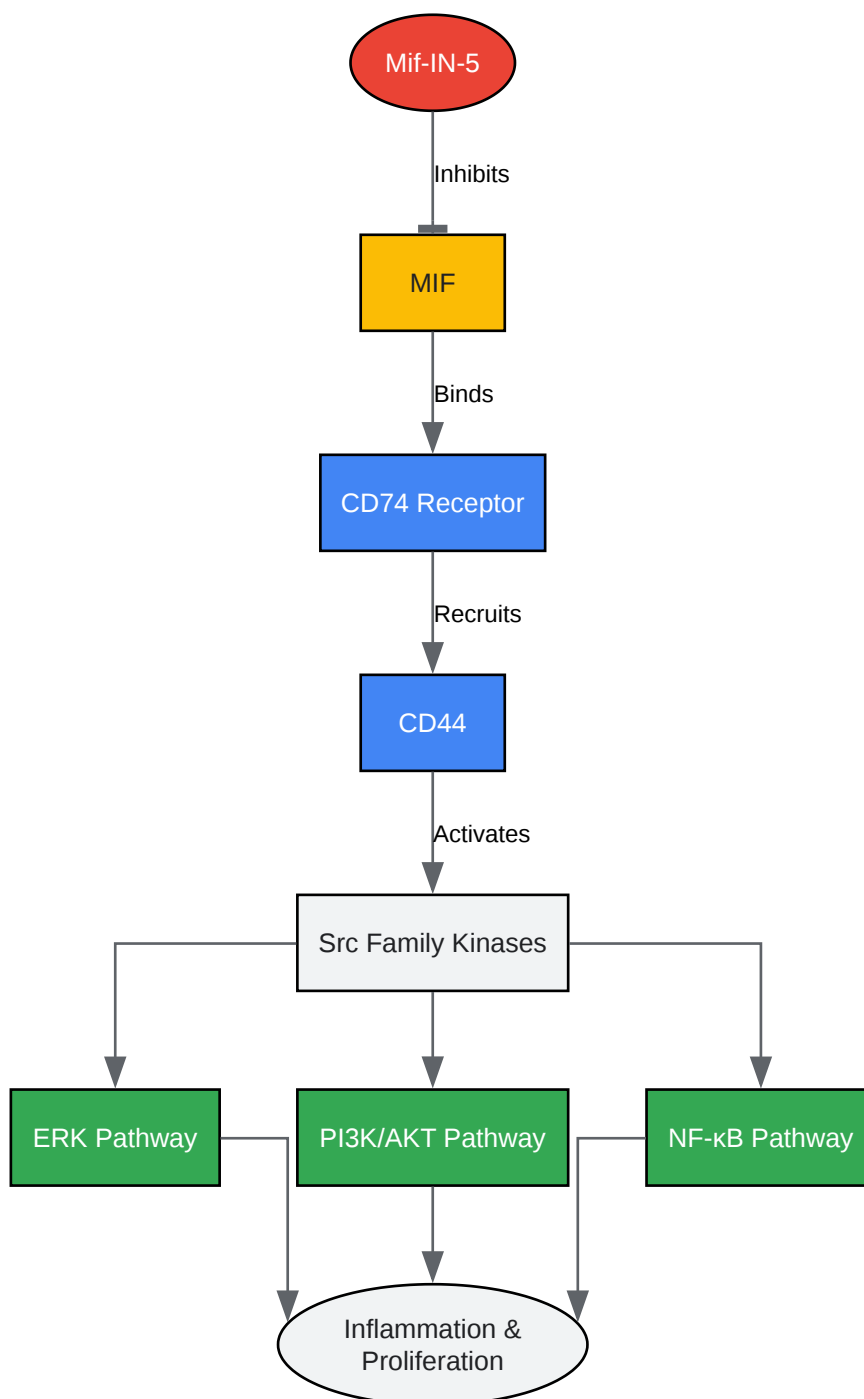 Mif-IN-5
Inhibits
MIF
Binds
CD74 Receptor
Recruits
CD44
Activates
Src Family Kinases
ERK Pathway
PI3K/AKT Pathway
NF-κB Pathway
Inflammation &
Proliferation